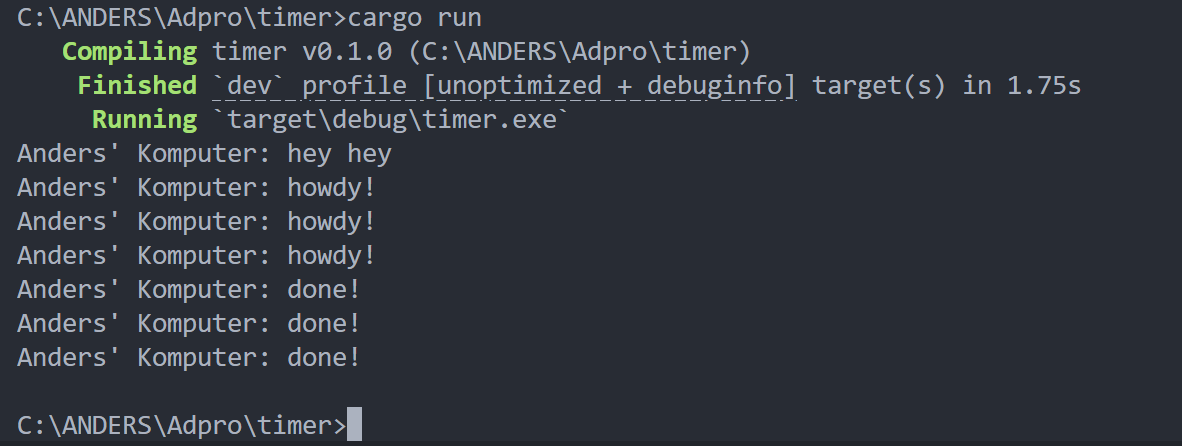 C:\ANDERS\Adpro\timer>cargo run
Compiling timer v0.1.0 (C:\ANDERS\Adpro\timer)
Finished `dev` profile [unoptimized + debuginfo] target(s) in 1.75s
Running `target\debug\timer.exe`
Anders' Komputer: hey hey
Anders' Komputer: howdy!
Anders' Komputer: howdy!
Anders' Komputer: howdy!
Anders' Komputer: done!
Anders' Komputer: done!
Anders' Komputer: done!
C:\ANDERS\Adpro\timer>